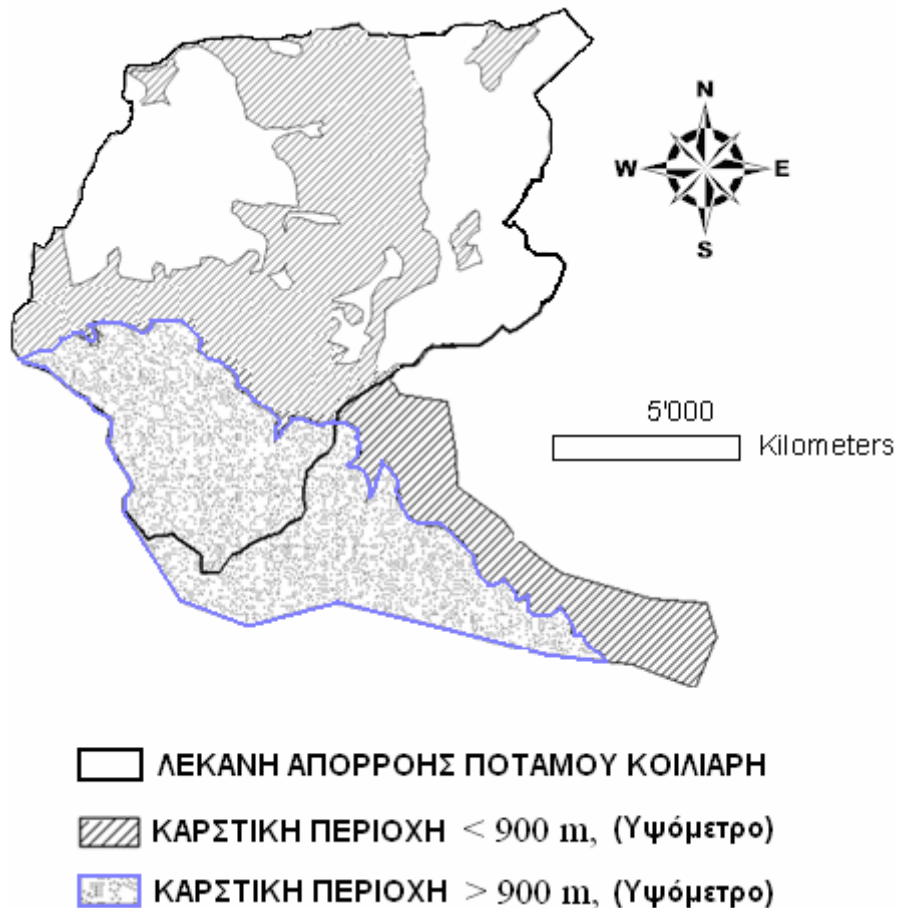 N
W E
S
5'000
Kilometers
ΛΕΚΑΝΗ ΑΠΟΡΡΟΗΣ ΠΟΤΑΜΟΥ ΚΟΙΛΙΑΡΗ
ΚΑΡΣΤΙΚΗ ΠΕΡΙΟΧΗ < 900 m, (Υψόμετρο)
ΚΑΡΣΤΙΚΗ ΠΕΡΙΟΧΗ > 900 m, (Υψόμετρο)